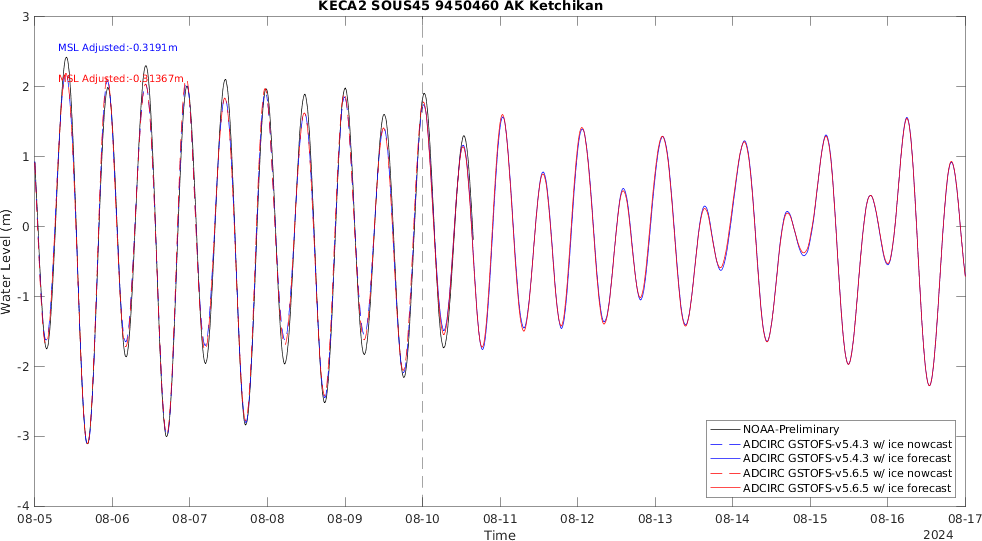 KECA2 SOUS45 9450460 AK Ketchikan
MSL Adjusted:-0.3191m
MSL Adjusted:-0.31367m
Water Level (m)
3
2
1
0
-1
-2
-3
-4
NOAA-Preliminary
ADCIRC GSTOFS-v5.4.3 w/ ice nowcast
ADCIRC GSTOFS-v5.4.3 w/ ice forecast
ADCIRC GSTOFS-v5.6.5 w/ ice nowcast
ADCIRC GSTOFS-v5.6.5 w/ ice forecast
08-05 08-06 08-07 08-08 08-09 08-10 08-11 08-12 08-13 08-14 08-15 08-16 08-17
Time
2024